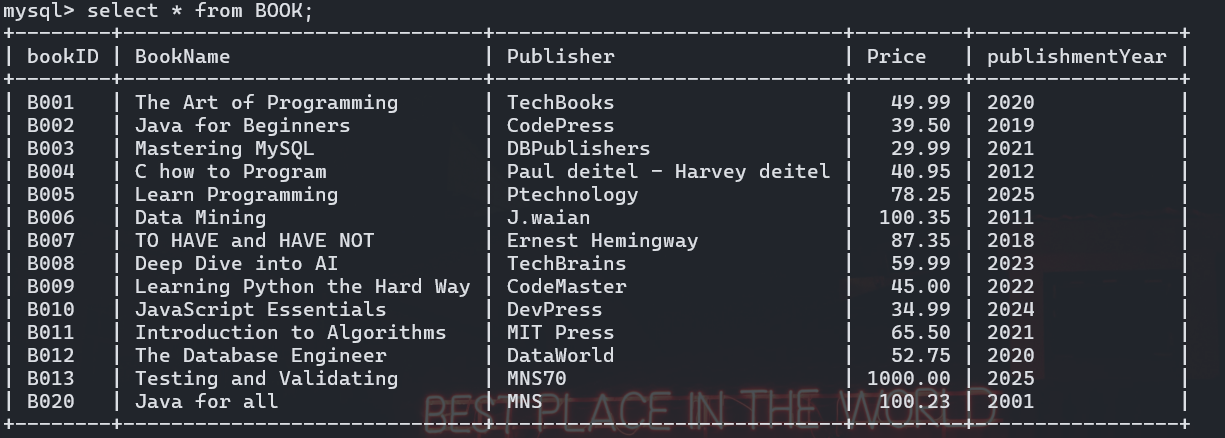 mysql> select * from BOOK;
+--------+-------------------------------+------------------------------+---------+-----------------+
| bookID | BookName                      | Publisher                    | Price   | publishmentYear |
+--------+-------------------------------+------------------------------+---------+-----------------+
| B001   | The Art of Programming        | TechBooks                    |   49.99 | 2020            |
| B002   | Java for Beginners            | CodePress                    |   39.50 | 2019            |
| B003   | Mastering MySQL               | DBPublishers                 |   29.99 | 2021            |
| B004   | C how to Program              | Paul deitel - Harvey deitel  |   40.95 | 2012            |
| B005   | Learn Programming             | Ptechnology                  |   78.25 | 2025            |
| B006   | Data Mining                   | J.waian                      |  100.35 | 2011            |
| B007   | TO HAVE and HAVE NOT          | Ernest Hemingway             |   87.35 | 2018            |
| B008   | Deep Dive into AI             | TechBrains                   |   59.99 | 2023            |
| B009   | Learning Python the Hard Way  | CodeMaster                   |   45.00 | 2022            |
| B010   | JavaScript Essentials         | DevPress                     |   34.99 | 2024            |
| B011   | Introduction to Algorithms    | MIT Press                    |   65.50 | 2021            |
| B012   | The Database Engineer         | DataWorld                    |   52.75 | 2020            |
| B013   | Testing and Validating        | MNS70                        | 1000.00 | 2025            |
| B020   | Java for all                  | MNS                          |  100.23 | 2001            |
+--------+-------------------------------+------------------------------+---------+-----------------+
BEST PLACE IN THE WORLD